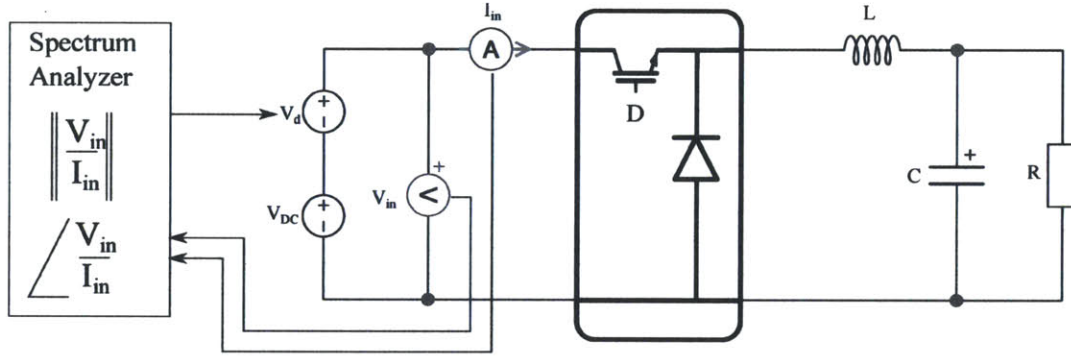 Spectrum
Analyzer
‖V_in/I_in‖
∠V_in/I_in
V_d
+
−
V_DC
+
−
I_in
A
V_in
+
V
D
L
C
+
R